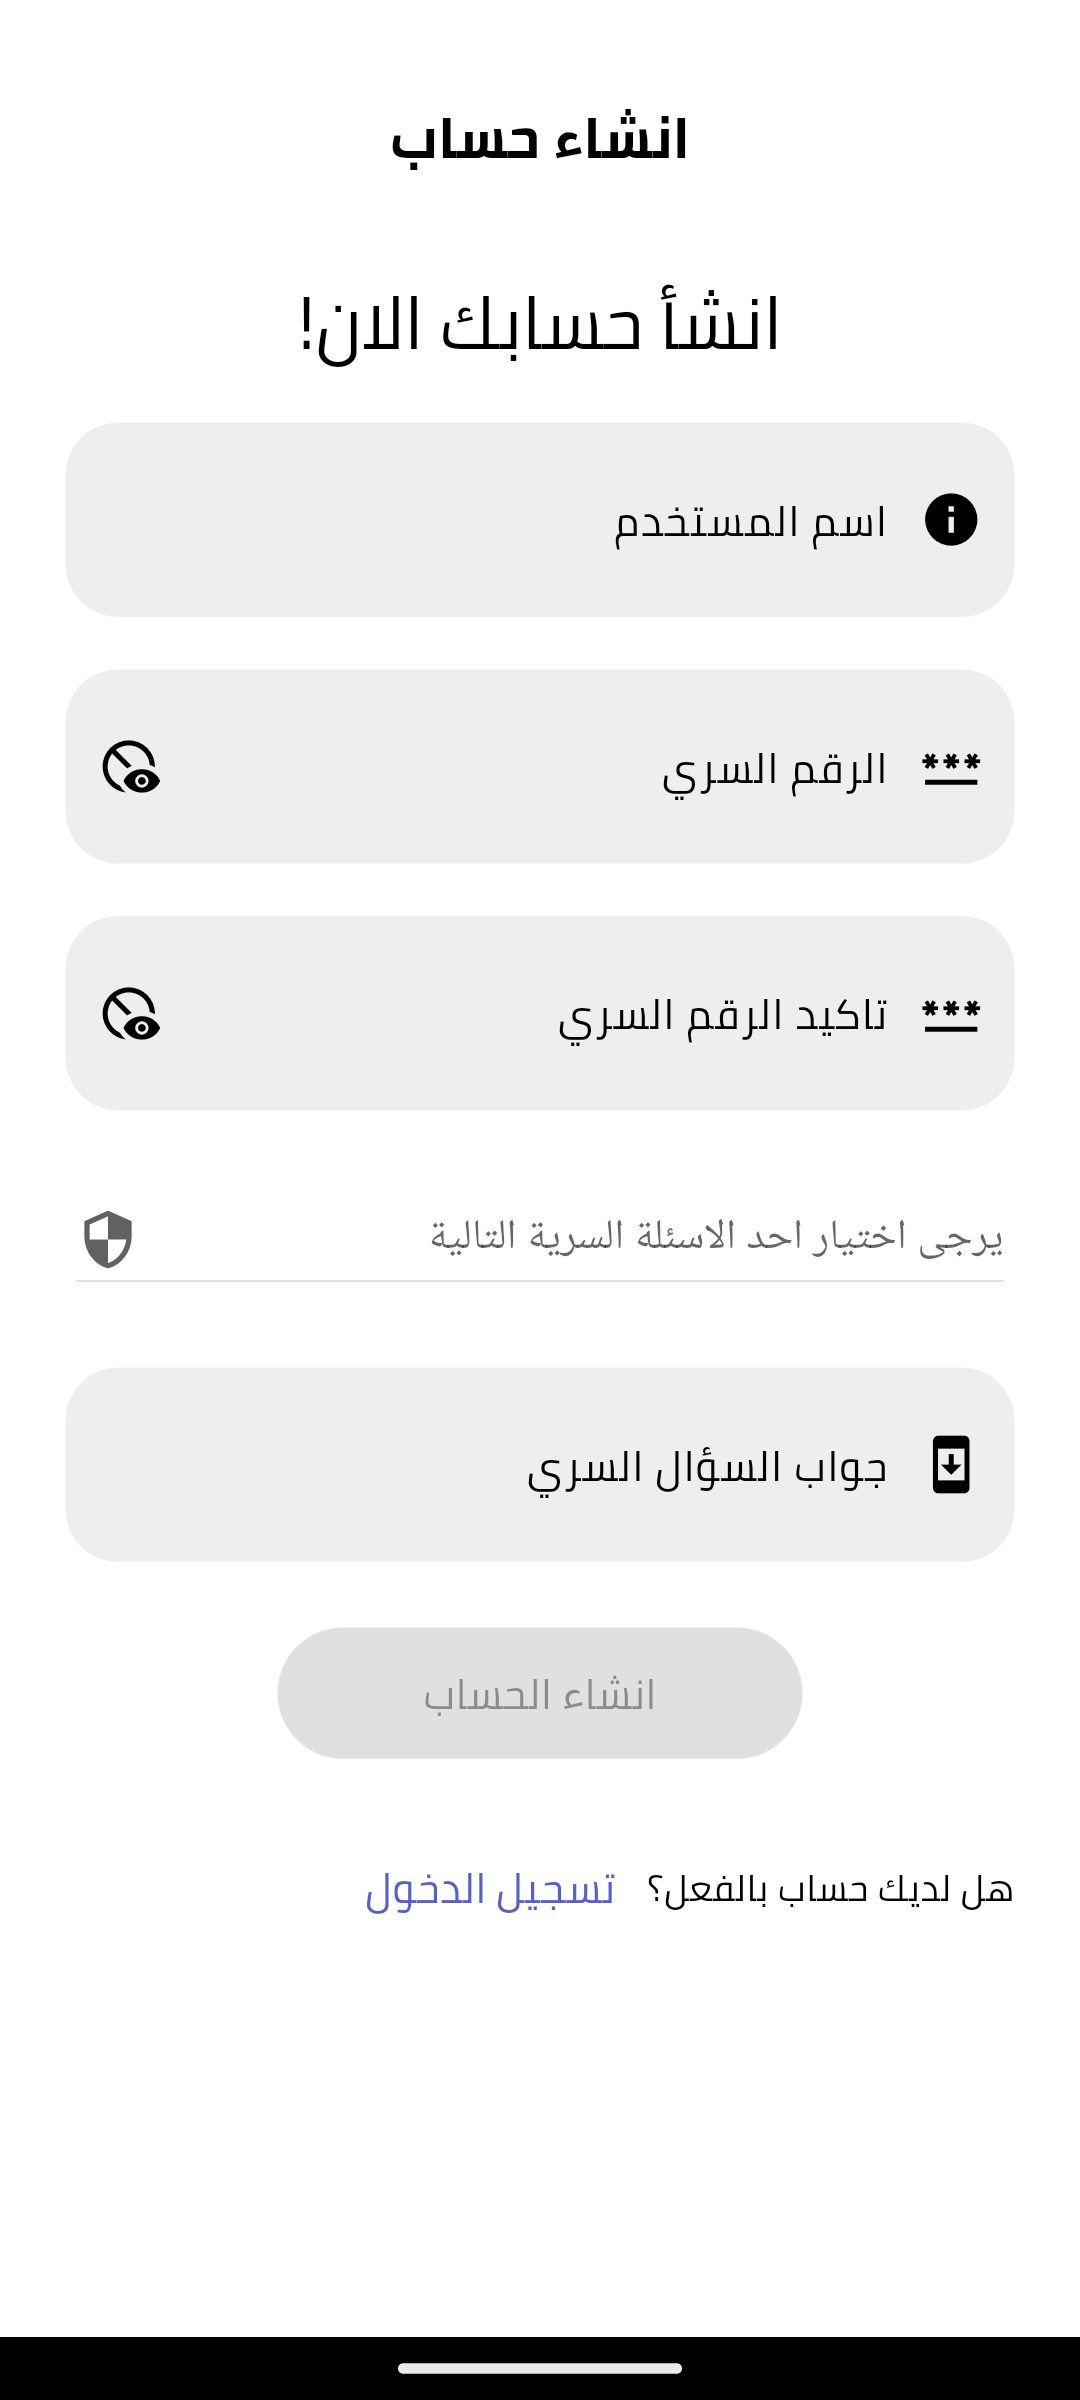 انشاء حساب
انشأ حسابك الان!
اسم المستخدم
الرقم السري
تاكيد الرقم السري
يرجى اختيار احد الاسئلة السرية التالية
جواب السؤال السري
انشاء الحساب
هل لديك حساب بالفعل؟ تسجيل الدخول